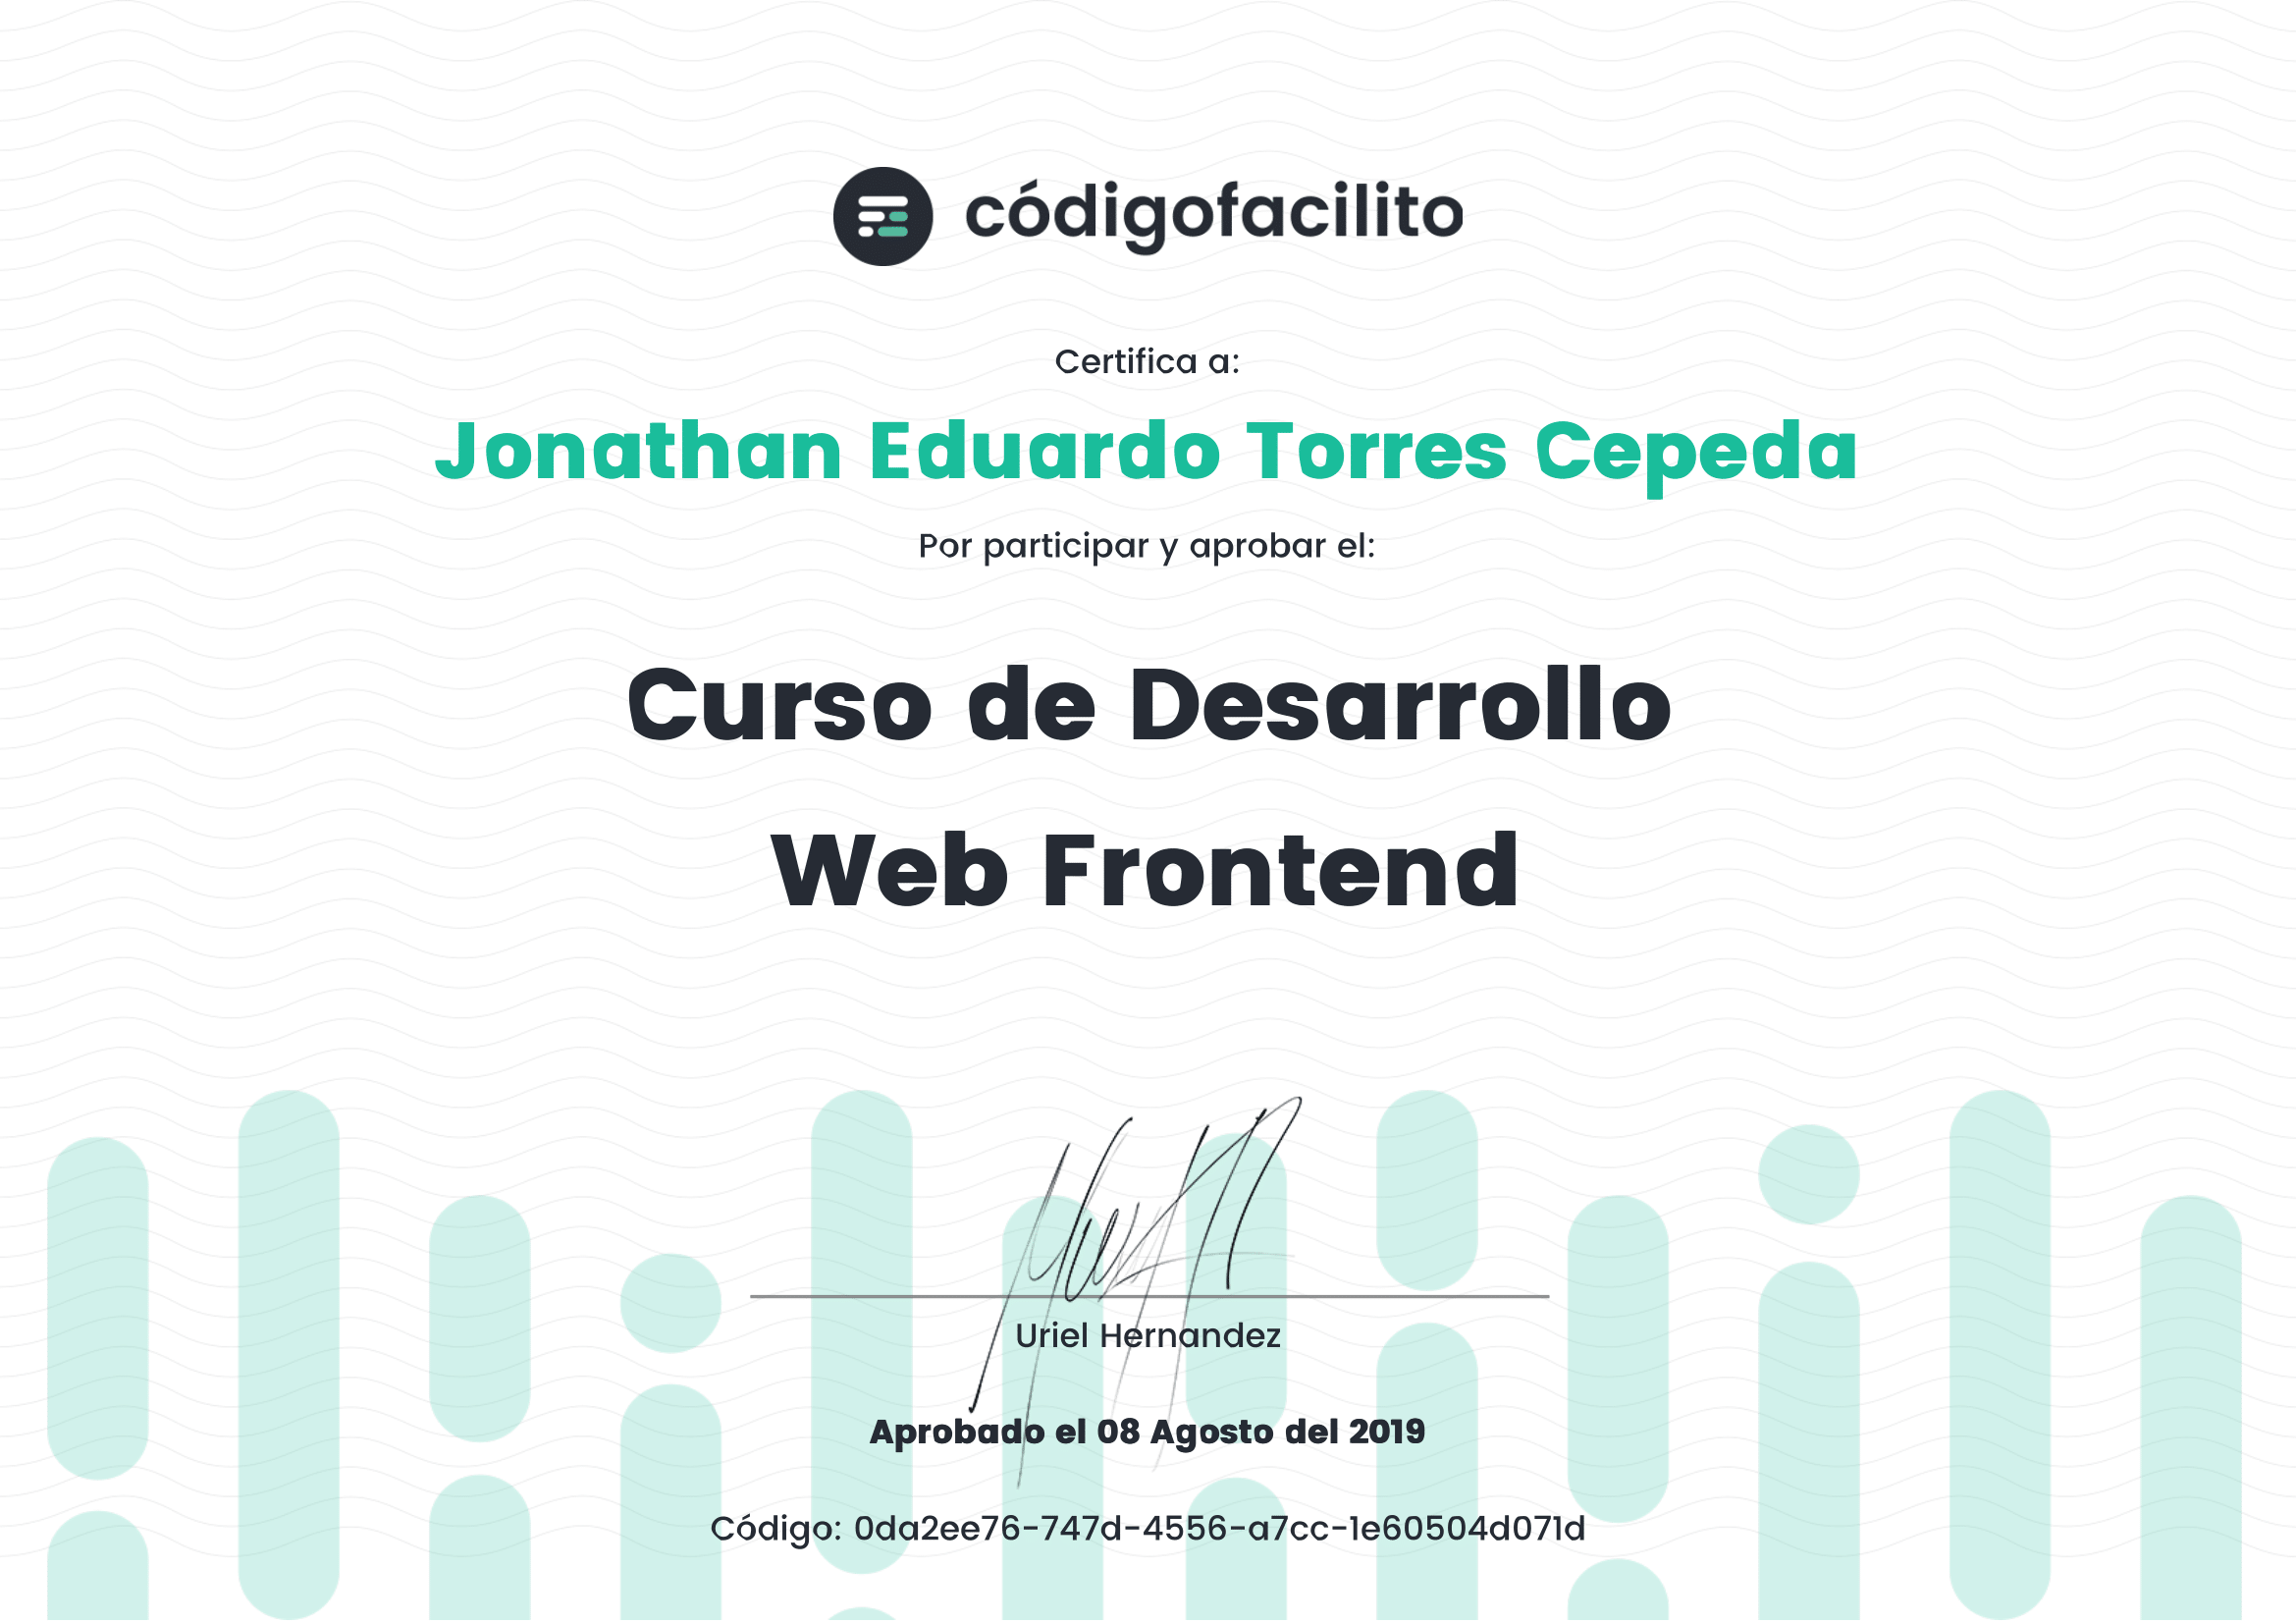 códigofacilito
Certifica a:
Jonathan Eduardo Torres Cepeda
Por participar y aprobar el:
Curso de Desarrollo
Web Frontend
Uriel Hernandez
Aprobado el 08 Agosto del 2019
Código: 0da2ee76-747d-4556-a7cc-1e60504d071d